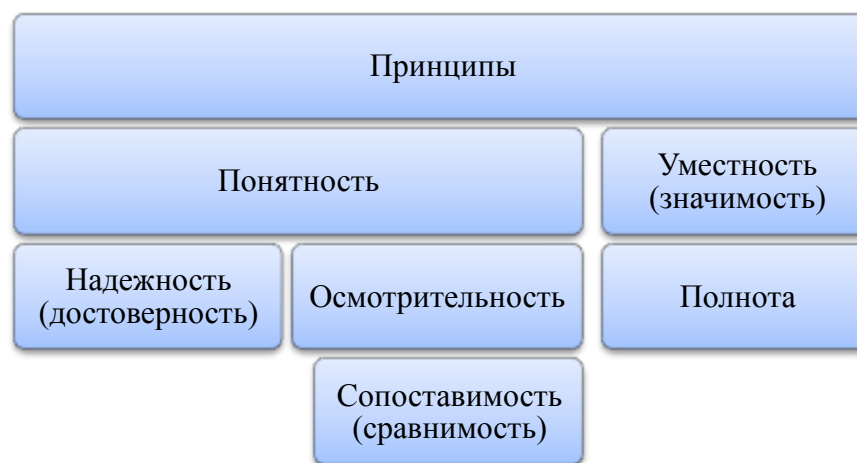 Принципы
Понятность
Уместность
(значимость)
Надежность
(достоверность)
Осмотрительность
Полнота
Сопоставимость
(сравнимость)